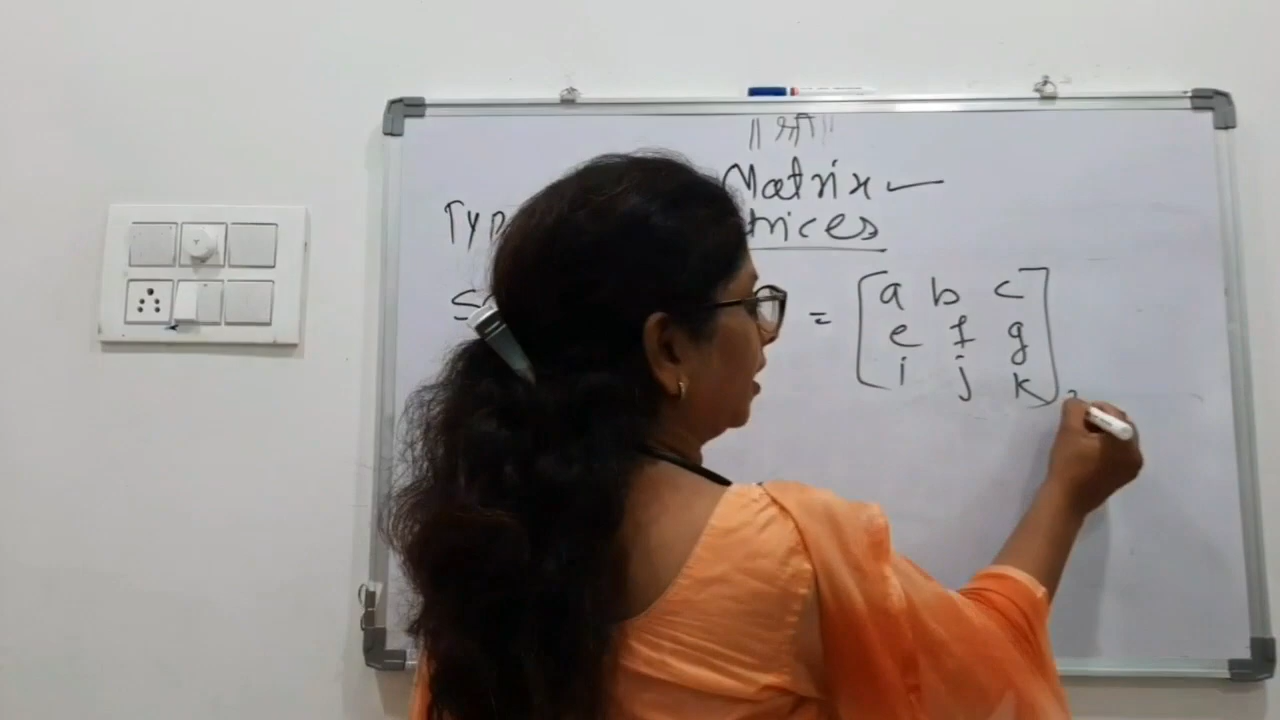 || श्री ||
Matrix
Typ trices
= [ a b c
e f g
i j k ]